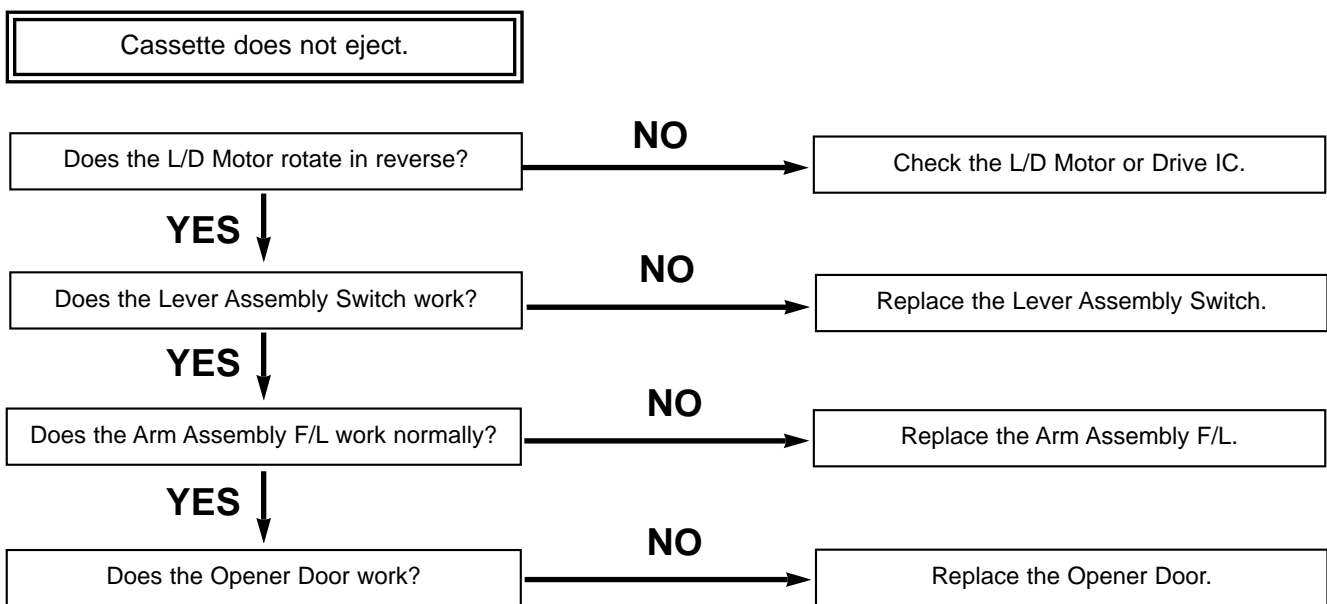 Cassette does not eject.
NO
Does the L/D Motor rotate in reverse?
Check the L/D Motor or Drive IC.
YES
NO
Does the Lever Assembly Switch work?
Replace the Lever Assembly Switch.
YES
NO
Does the Arm Assembly F/L work normally?
Replace the Arm Assembly F/L.
YES
NO
Does the Opener Door work?
Replace the Opener Door.